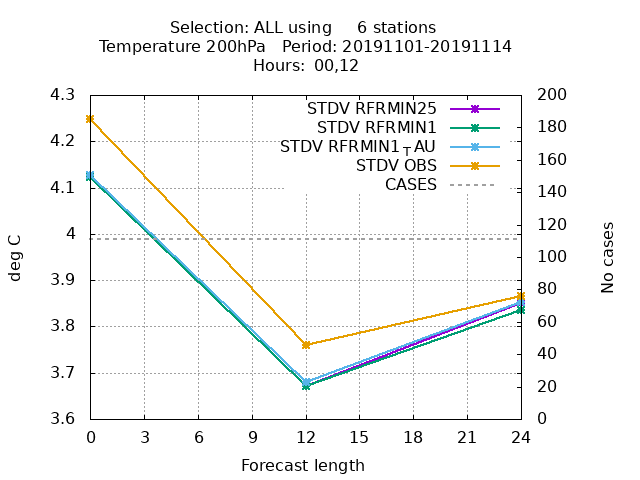 Selection: ALL using 6 stations
Temperature 200hPa Period: 20191101-20191114
Hours: 00,12
4.3
4.2
4.1
4
3.9
3.8
3.7
3.6
deg C
STDV RFRMIN25
STDV RFRMIN1
STDV RFRMIN1TAU
STDV OBS
CASES
200
180
160
140
120
100
80
60
40
20
0
No cases
0 3 6 9 12 15 18 21 24
Forecast length